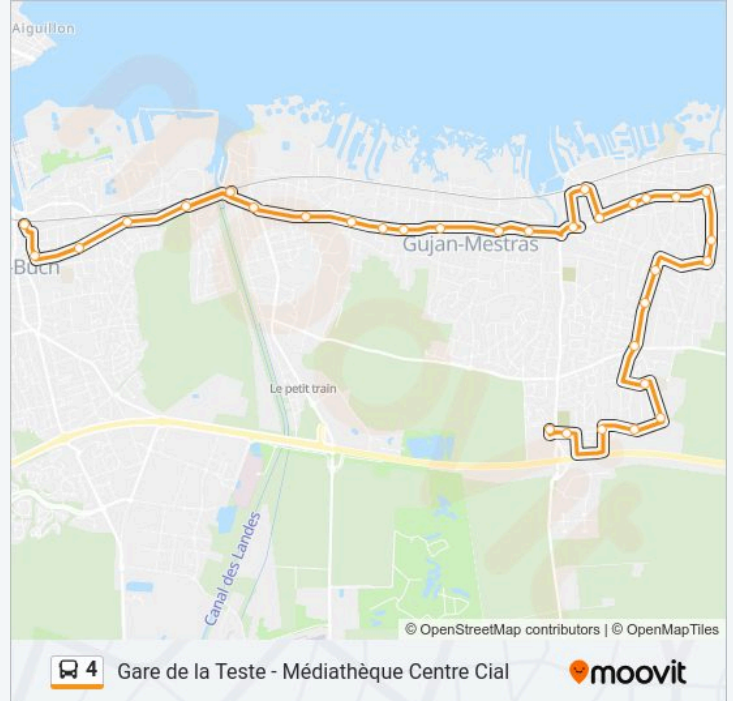 Aiguillon
Gujan-Mestras
-Buch
Le petit train
Canal des Landes
© OpenStreetMap contributors | © OpenMapTiles
4 Gare de la Teste - Médiathèque Centre Cial
moovit